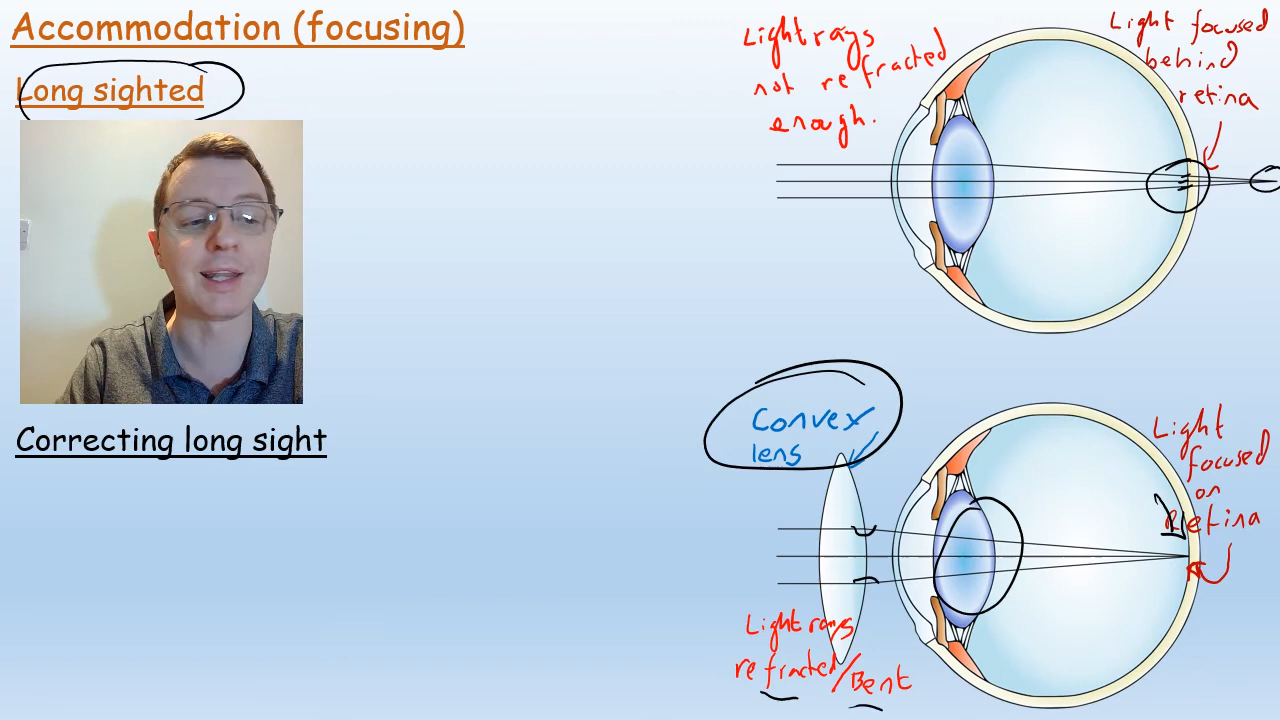 Accommodation (focusing)
Long sighted
Light rays
not refracted
enough.
Light focused
behind
retina
Correcting long sight
Convex
lens
Light
focused
on
Retina
Light rays
refracted/Bent